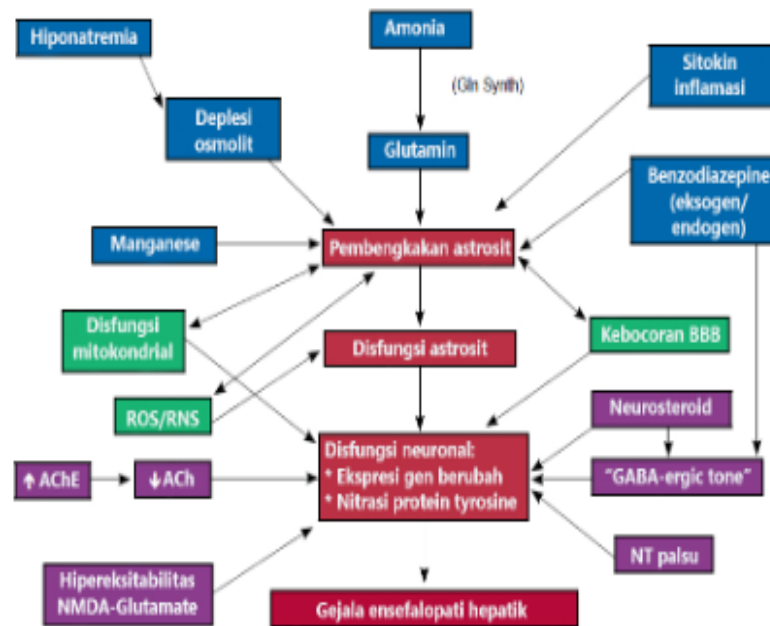 Hiponatremia
Amonia
Sitokin
inflamasi
(Gln Synth)
Deplesi
osmolit
Glutamin
Benzodiazepine
(eksogen/
endogen)
Manganese
Pembengkakan astrosit
Disfungsi
mitokondrial
Disfungsi astrosit
Kebocoran BBB
ROS/RNS
Neurosteroid
Disfungsi neuronal:
* Ekspresi gen berubah
* Nitrasi protein tyrosine
↑ AChE
↓ ACh
"GABA-ergic tone"
NT palsu
Hipereksitabilitas
NMDA-Glutamate
Gejala ensefalopati hepatik